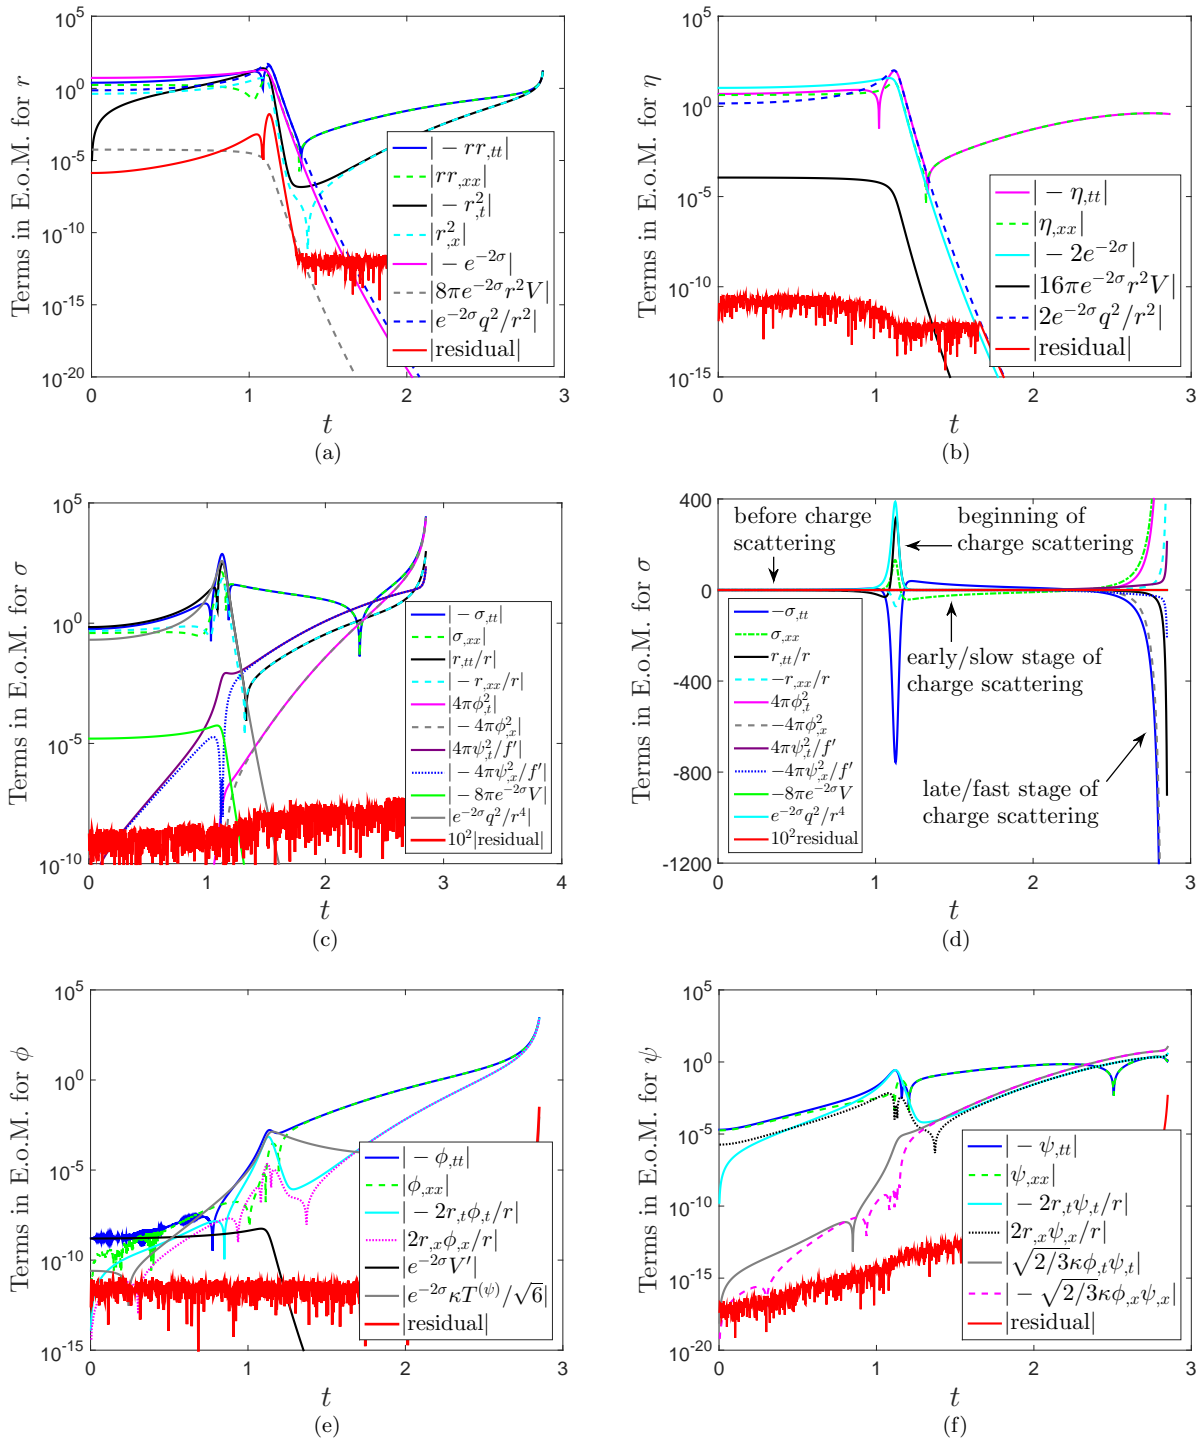 Terms in E.o.M. for r
10^5
10^0
10^-5
10^-10
10^-15
10^-20
|− rr,tt|
|rr,xx|
|− r²,t|
|r²,x|
|− e^−2σ|
|8πe^−2σ r²V|
|e^−2σ q²/r²|
|residual|
0 1 2 3
t
(a)
Terms in E.o.M. for η
10^5
10^0
10^-5
10^-10
10^-15
|− η,tt|
|η,xx|
|− 2e^−2σ|
|16πe^−2σ r²V|
|2e^−2σ q²/r²|
|residual|
0 1 2 3
t
(b)
Terms in E.o.M. for σ
10^5
10^0
10^-5
10^-10
|− σ,tt|
|σ,xx|
|r,tt/r|
|− r,xx/r|
|4πφ²,t|
|− 4πφ²,x|
|4πψ²,t/f′|
|− 4πψ²,x/f′|
|− 8πe^−2σ V|
|e^−2σ q²/r⁴|
10²|residual|
0 1 2 3 4
t
(c)
Terms in E.o.M. for σ
400
0
-400
-800
-1200
before charge
scattering
beginning of
charge scattering
early/slow stage of
charge scattering
late/fast stage of
charge scattering
−σ,tt
σ,xx
r,tt/r
−r,xx/r
4πφ²,t
−4πφ²,x
4πψ²,t/f′
−4πψ²,x/f′
−8πe^−2σ V
e^−2σ q²/r⁴
10²residual
0 1 2 3
t
(d)
Terms in E.o.M. for φ
10^5
10^0
10^-5
10^-10
10^-15
|− φ,tt|
|φ,xx|
|− 2r,tφ,t/r|
|2r,xφ,x/r|
|e^−2σ V′|
|e^−2σ κT^(ψ)/√6|
|residual|
0 1 2 3
t
(e)
Terms in E.o.M. for ψ
10^5
10^0
10^-5
10^-10
10^-15
10^-20
|− ψ,tt|
|ψ,xx|
|− 2r,tψ,t/r|
|2r,xψ,x/r|
|√2/3κφ,tψ,t|
|− √2/3κφ,xψ,x|
|residual|
0 1 2 3
t
(f)